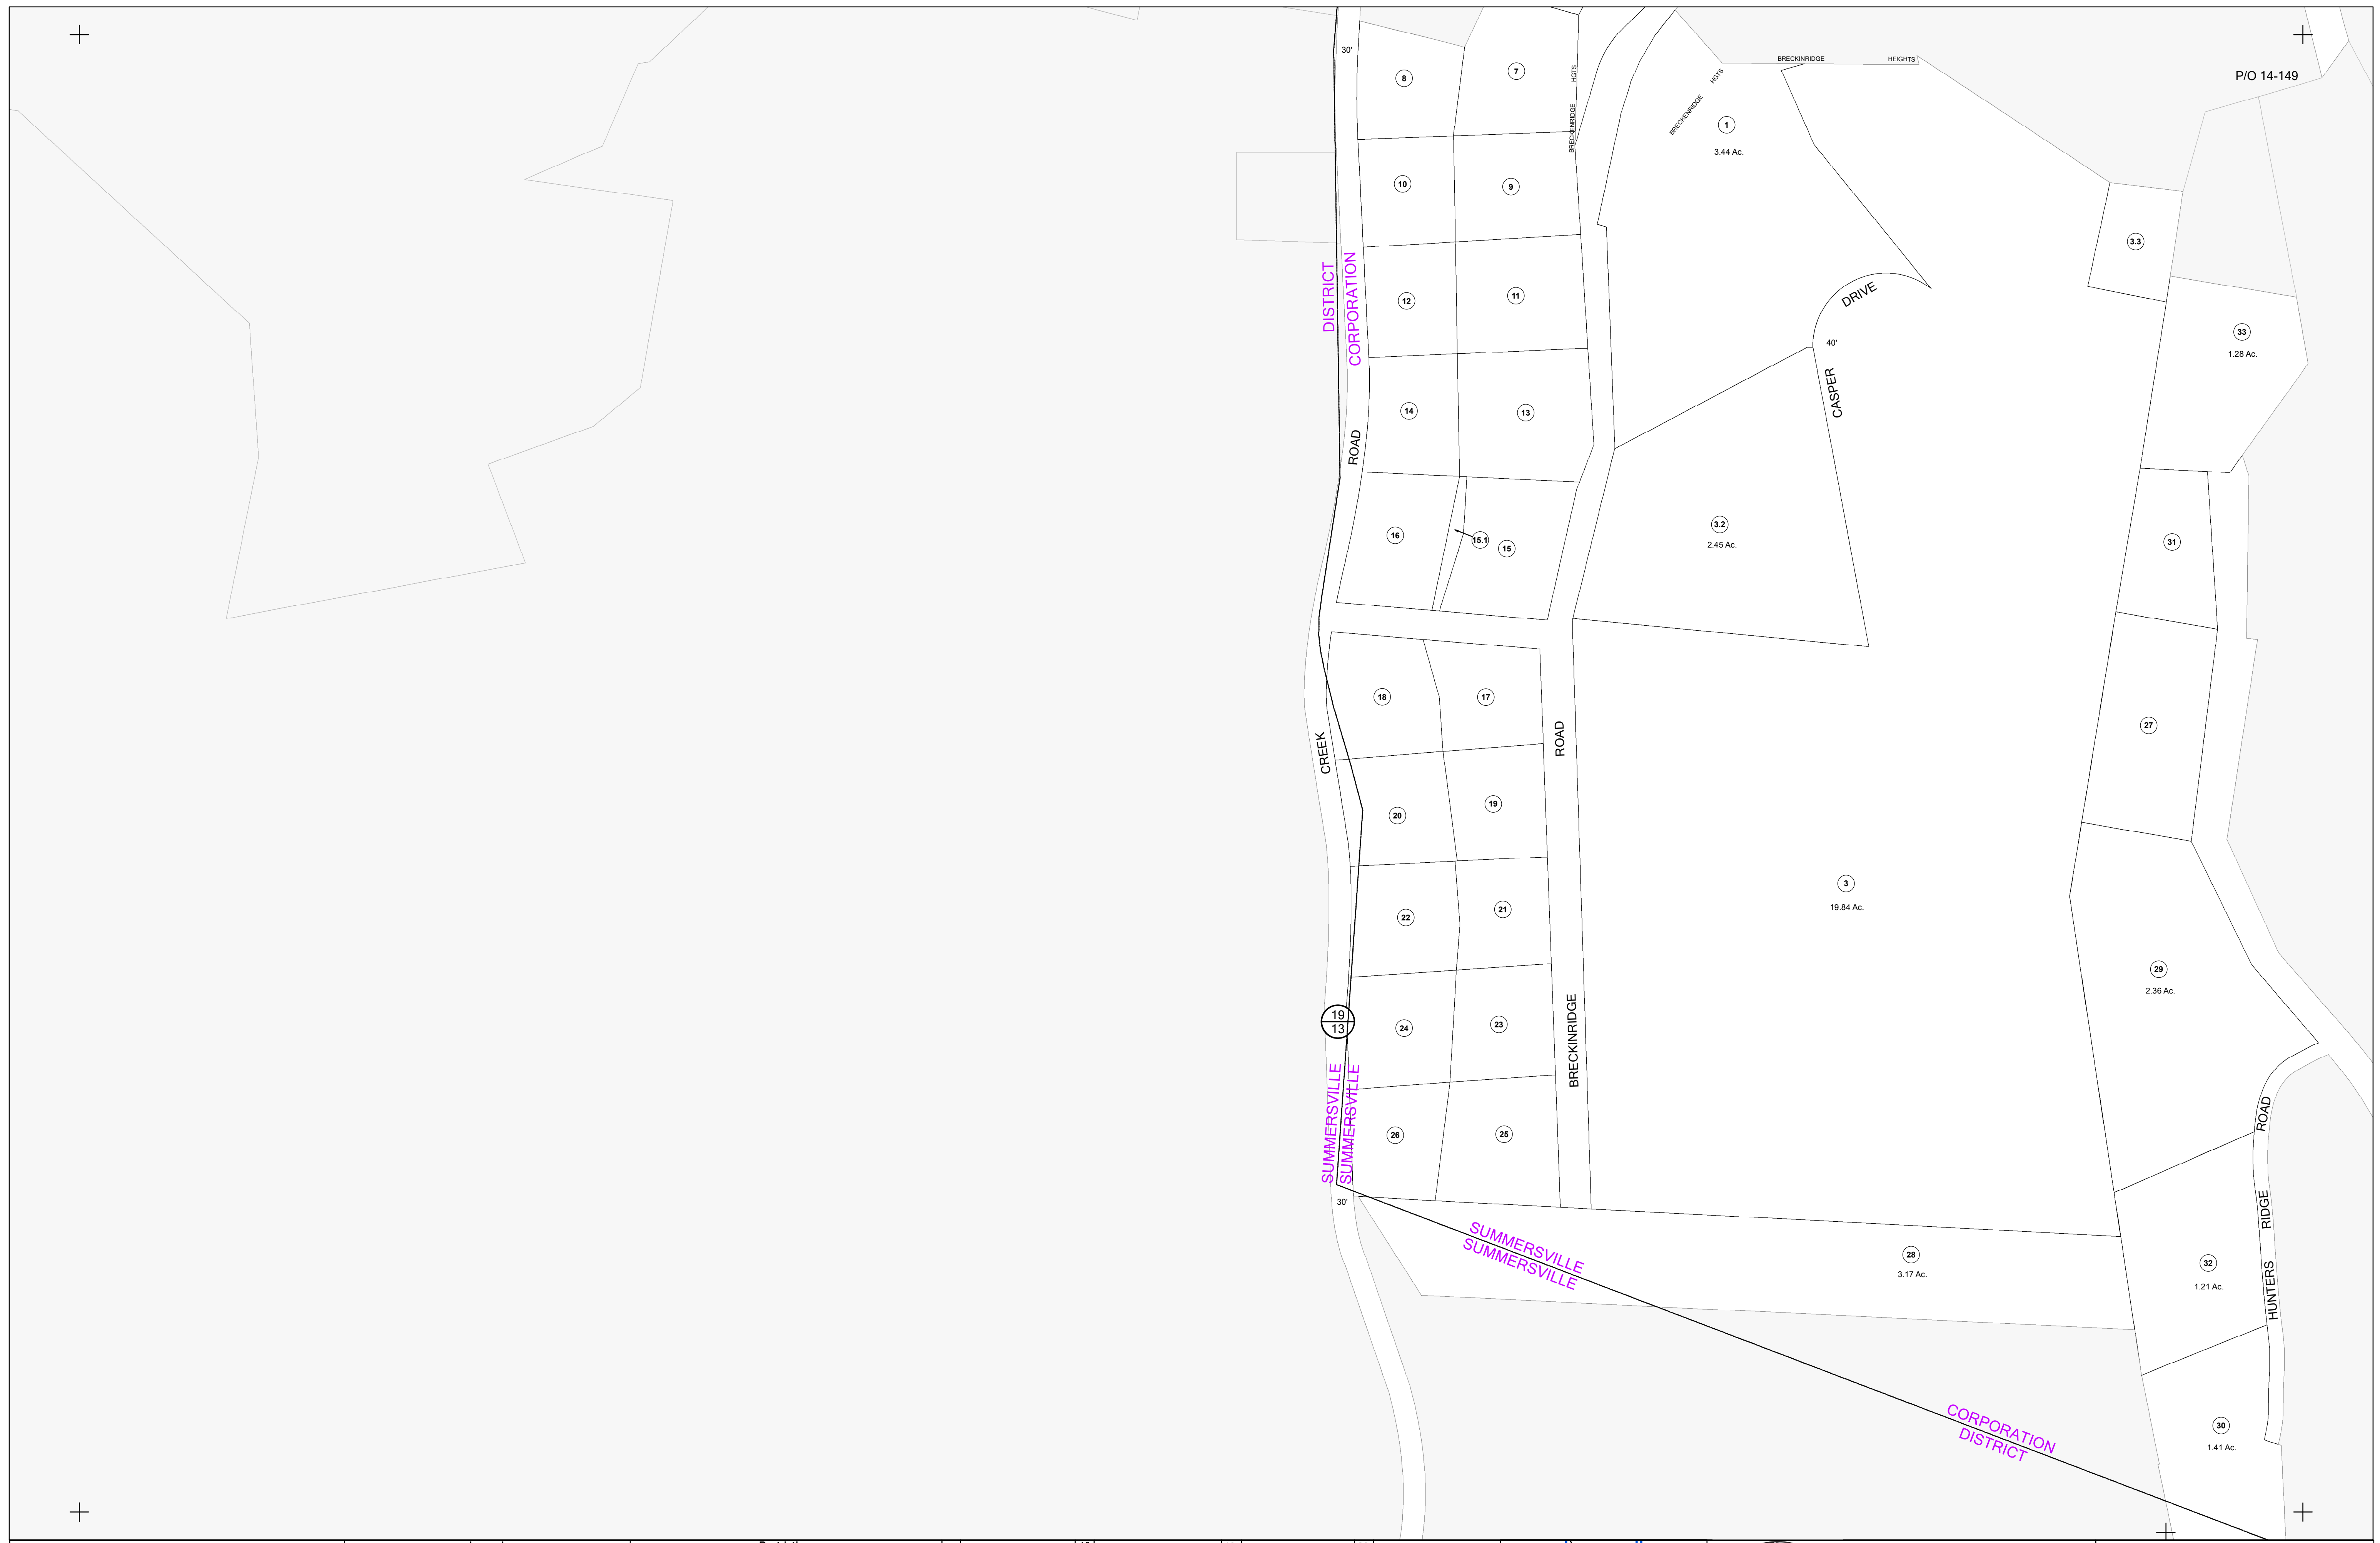 30'
8
7
HGTS
BRECKENRIDGE
BRECKINRIDGE HEIGHTS
P/O 14-149
BRECKENRIDGE HGTS
1
3.44 Ac.
10
9
3.3
DISTRICT
CORPORATION
12
11
DRIVE
33
1.28 Ac.
40'
CASPER
14
13
ROAD
16
15.1
15
3.2
2.45 Ac.
31
18
17
27
CREEK
ROAD
20
19
3
19.84 Ac.
22
21
29
2.36 Ac.
19
13
24
23
BRECKINRIDGE
SUMMERSVILLE
SUMMERSVILLE
26
25
ROAD
RIDGE
HUNTERS
30'
SUMMERSVILLE
SUMMERSVILLE
28
3.17 Ac.
32
1.21 Ac.
CORPORATION
DISTRICT
30
1.41 Ac.